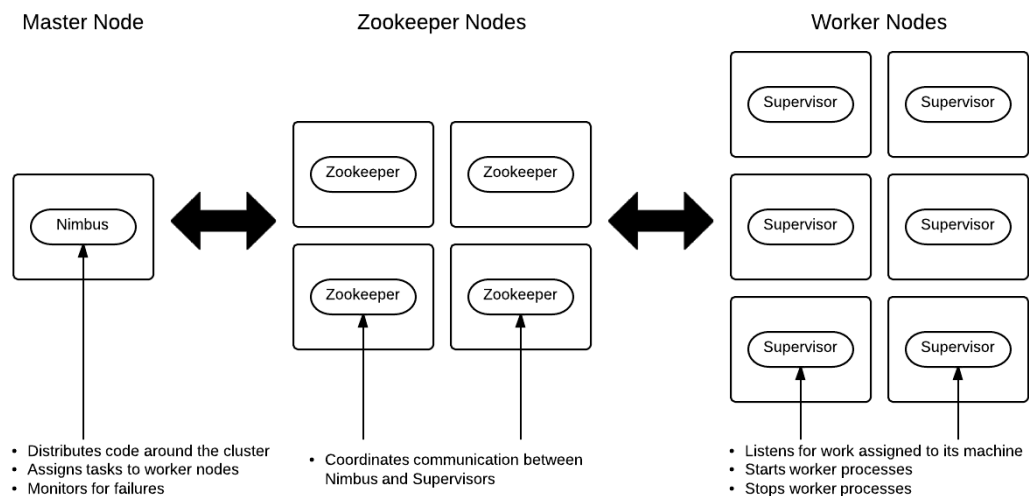 Master Node
Zookeeper Nodes
Worker Nodes
Supervisor
Supervisor
Zookeeper
Zookeeper
Nimbus
Supervisor
Supervisor
Zookeeper
Zookeeper
Supervisor
Supervisor
• Distributes code around the cluster
• Assigns tasks to worker nodes
• Monitors for failures
• Coordinates communication between
Nimbus and Supervisors
• Listens for work assigned to its machine
• Starts worker processes
• Stops worker processes